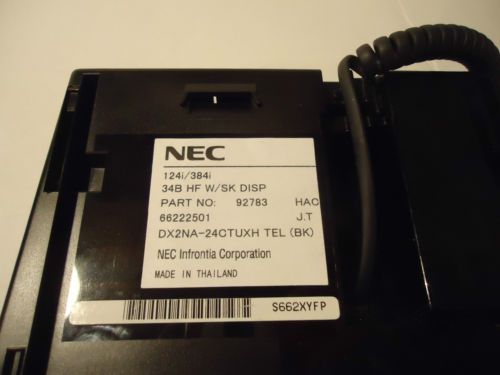 NEC
124i/384i
34B HF W/SK DISP
PART NO: 92783 HAC
66222501 J.T
DX2NA-24CTUXH TEL (BK)
NEC Infrontia Corporation
MADE IN THAILAND
S662XYFP